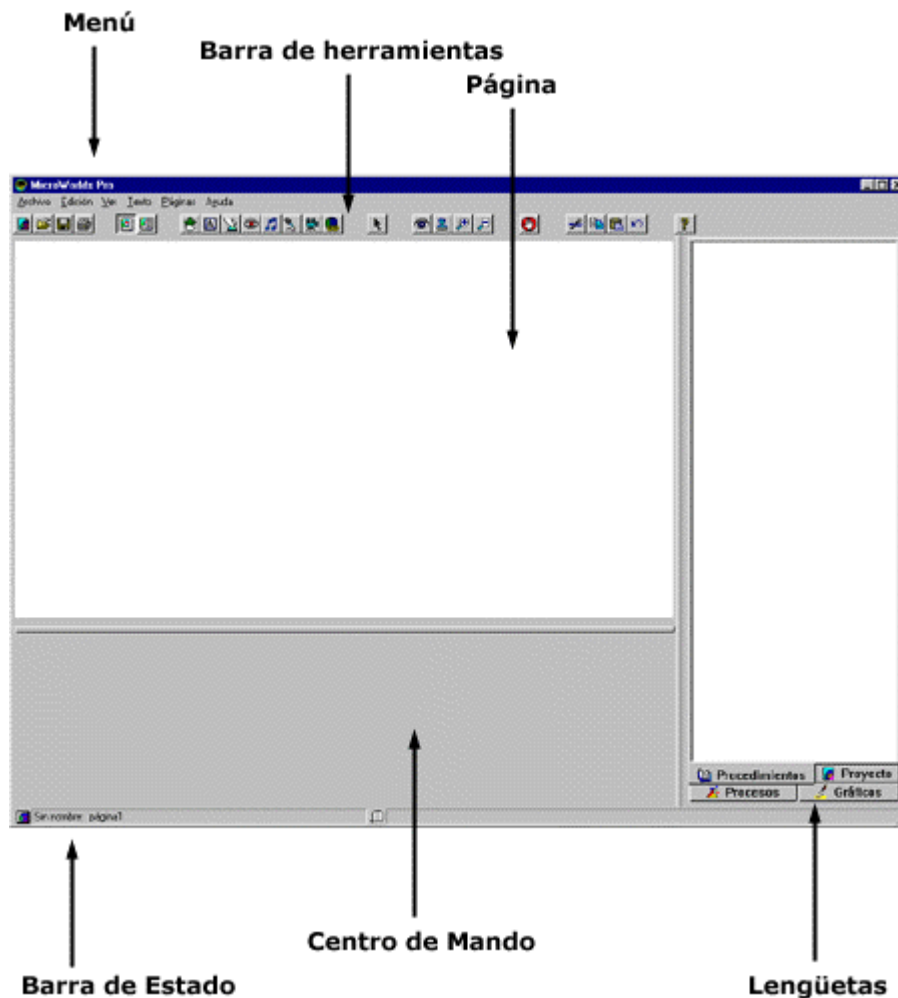 Menú
Barra de herramientas
Página
MicroWorlds Pro
Archivo Edición Ver Texto Páginas Ayuda
Procedimientos Proyecto
Procesos Gráficas
Sin nombre: página1
Centro de Mando
Barra de Estado
Lengüetas